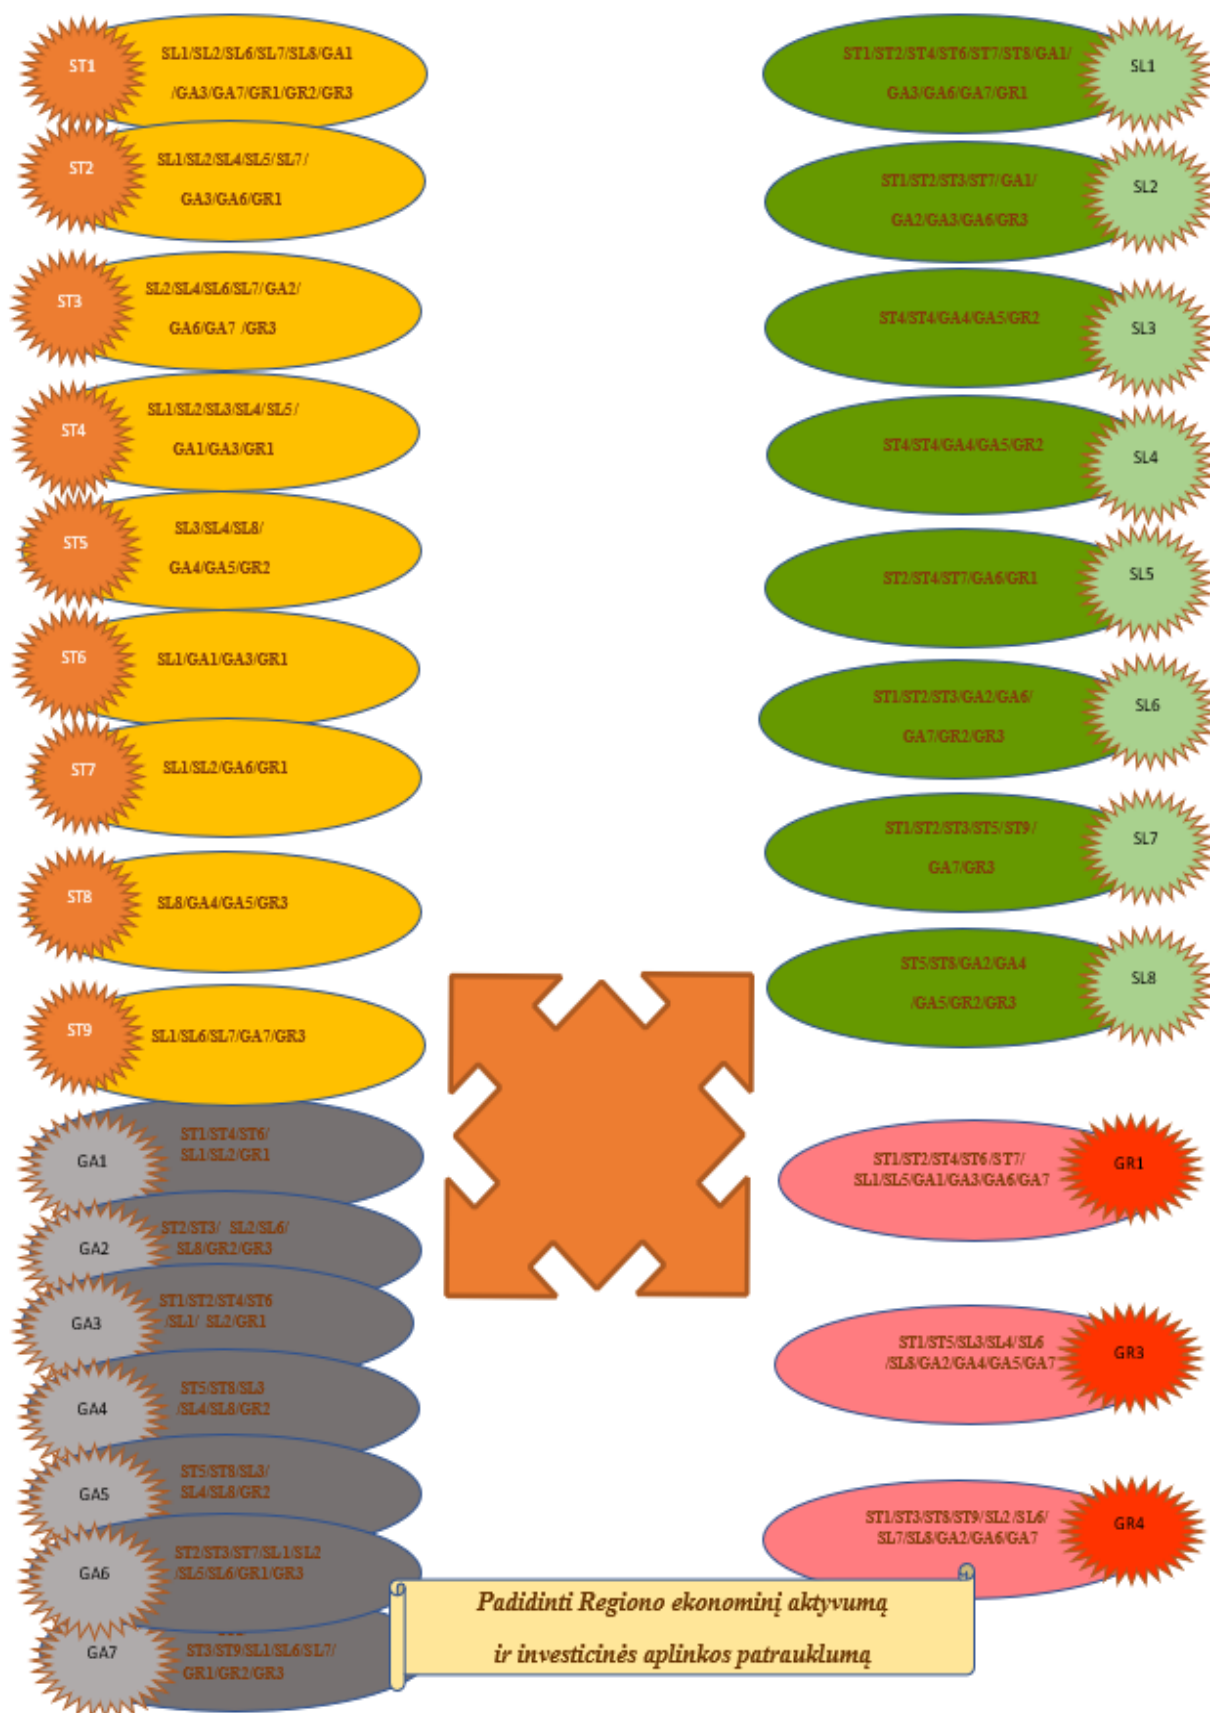 ST1
SL1/SL2/SL6/SL7/SL8/GA1
/GA3/GA7/GR1/GR2/GR3
ST2
SL1/SL2/SL4/SL5/SL7/
GA3/GA6/GR1
ST3
SL2/SL4/SL6/SL7/GA2/
GA6/GA7 /GR3
ST4
SL1/SL2/SL3/SL4/SL5/
GA1/GA3/GR1
ST5
SL3/SL4/SL8/
GA4/GA5/GR2
ST6
SL1/GA1/GA3/GR1
ST7
SL1/SL2/GA6/GR1
ST8
SL8/GA4/GA5/GR3
ST9
SL1/SL6/SL7/GA7/GR3
GA1
ST1/ST4/ST6/
SL1/SL2/GR1
GA2
ST2/ST3/ SL2/SL6/
SL8/GR2/GR3
GA3
ST1/ST2/ST4/ST6
/SL1/ SL2/GR1
GA4
ST5/ST8/SL3
/SL4/SL8/GR2
GA5
ST5/ST8/SL3/
SL4/SL8/GR2
GA6
ST2/ST3/ST7/SL1/SL2
/SL5/SL6/GR1/GR3
GA7
ST3/ST9/SL1/SL6/SL7/
GR1/GR2/GR3
ST1/ST2/ST4/ST6/ST7/ST8/GA1/
GA3/GA6/GA7/GR1
SL1
ST1/ST2/ST3/ST7/GA1/
GA2/GA3/GA6/GR3
SL2
ST4/ST4/GA4/GA5/GR2
SL3
ST4/ST4/GA4/GA5/GR2
SL4
ST2/ST4/ST7/GA6/GR1
SL5
ST1/ST2/ST3/GA2/GA6/
GA7/GR2/GR3
SL6
ST1/ST2/ST3/ST5/ST9/
GA7/GR3
SL7
ST5/ST8/GA2/GA4
/GA5/GR2/GR3
SL8
ST1/ST2/ST4/ST6/ST7/
SL1/SL5/GA1/GA3/GA6/GA7
GR1
ST1/ST5/SL3/SL4/SL6
/SL8/GA2/GA4/GA5/GA7
GR3
ST1/ST3/ST8/ST9/SL2/SL6/
SL7/SL8/GA2/GA6/GA7
GR4
Padidinti Regiono ekonominį aktyvumą
ir investicinės aplinkos patrauklumą